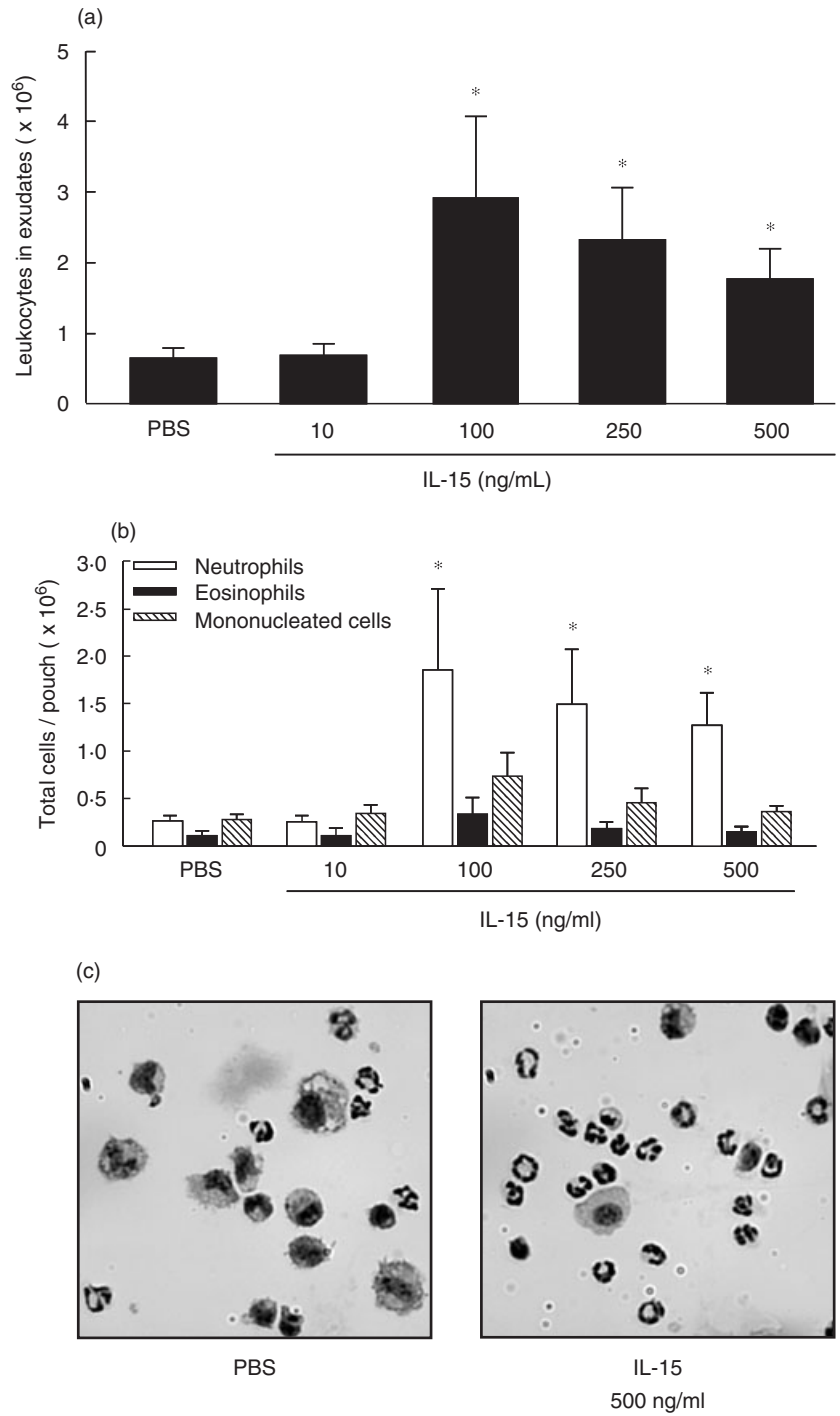 (a)
Leukocytes in exudates ( x 10⁶)
5
4
3
2
1
0
*
*
*
PBS
10
100
250
500
IL-15 (ng/mL)
(b)
Total cells / pouch ( x 10⁶)
3·0
2·5
2·0
1·5
1·0
0·5
0
Neutrophils
Eosinophils
Mononucleated cells
*
*
*
PBS
10
100
250
500
IL-15 (ng/ml)
(c)
PBS
IL-15
500 ng/ml